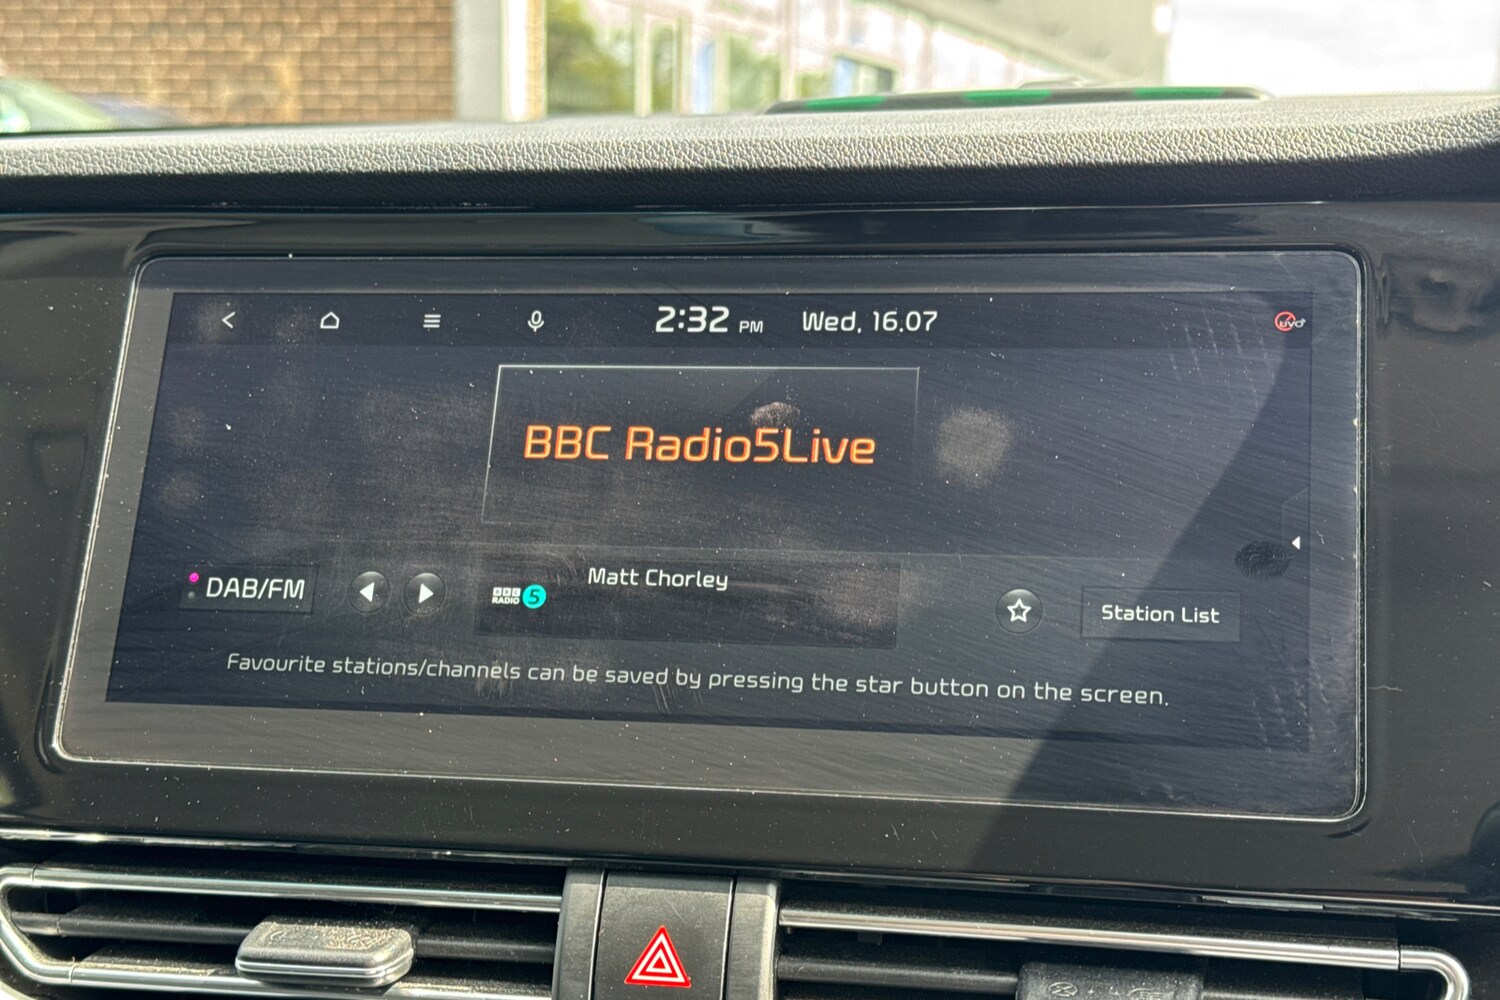 2:32 PM Wed, 16.07
UVO
BBC Radio5Live
DAB/FM
BBC
RADIO 5
Matt Chorley
Station List
Favourite stations/channels can be saved by pressing the star button on the screen.